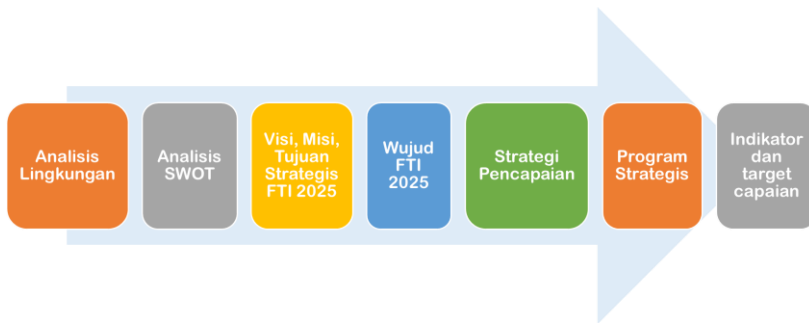 Analisis
Lingkungan
Analisis
SWOT
Visi, Misi,
Tujuan
Strategis
FTI 2025
Wujud
FTI
2025
Strategi
Pencapaian
Program
Strategis
Indikator
dan
target
capaian